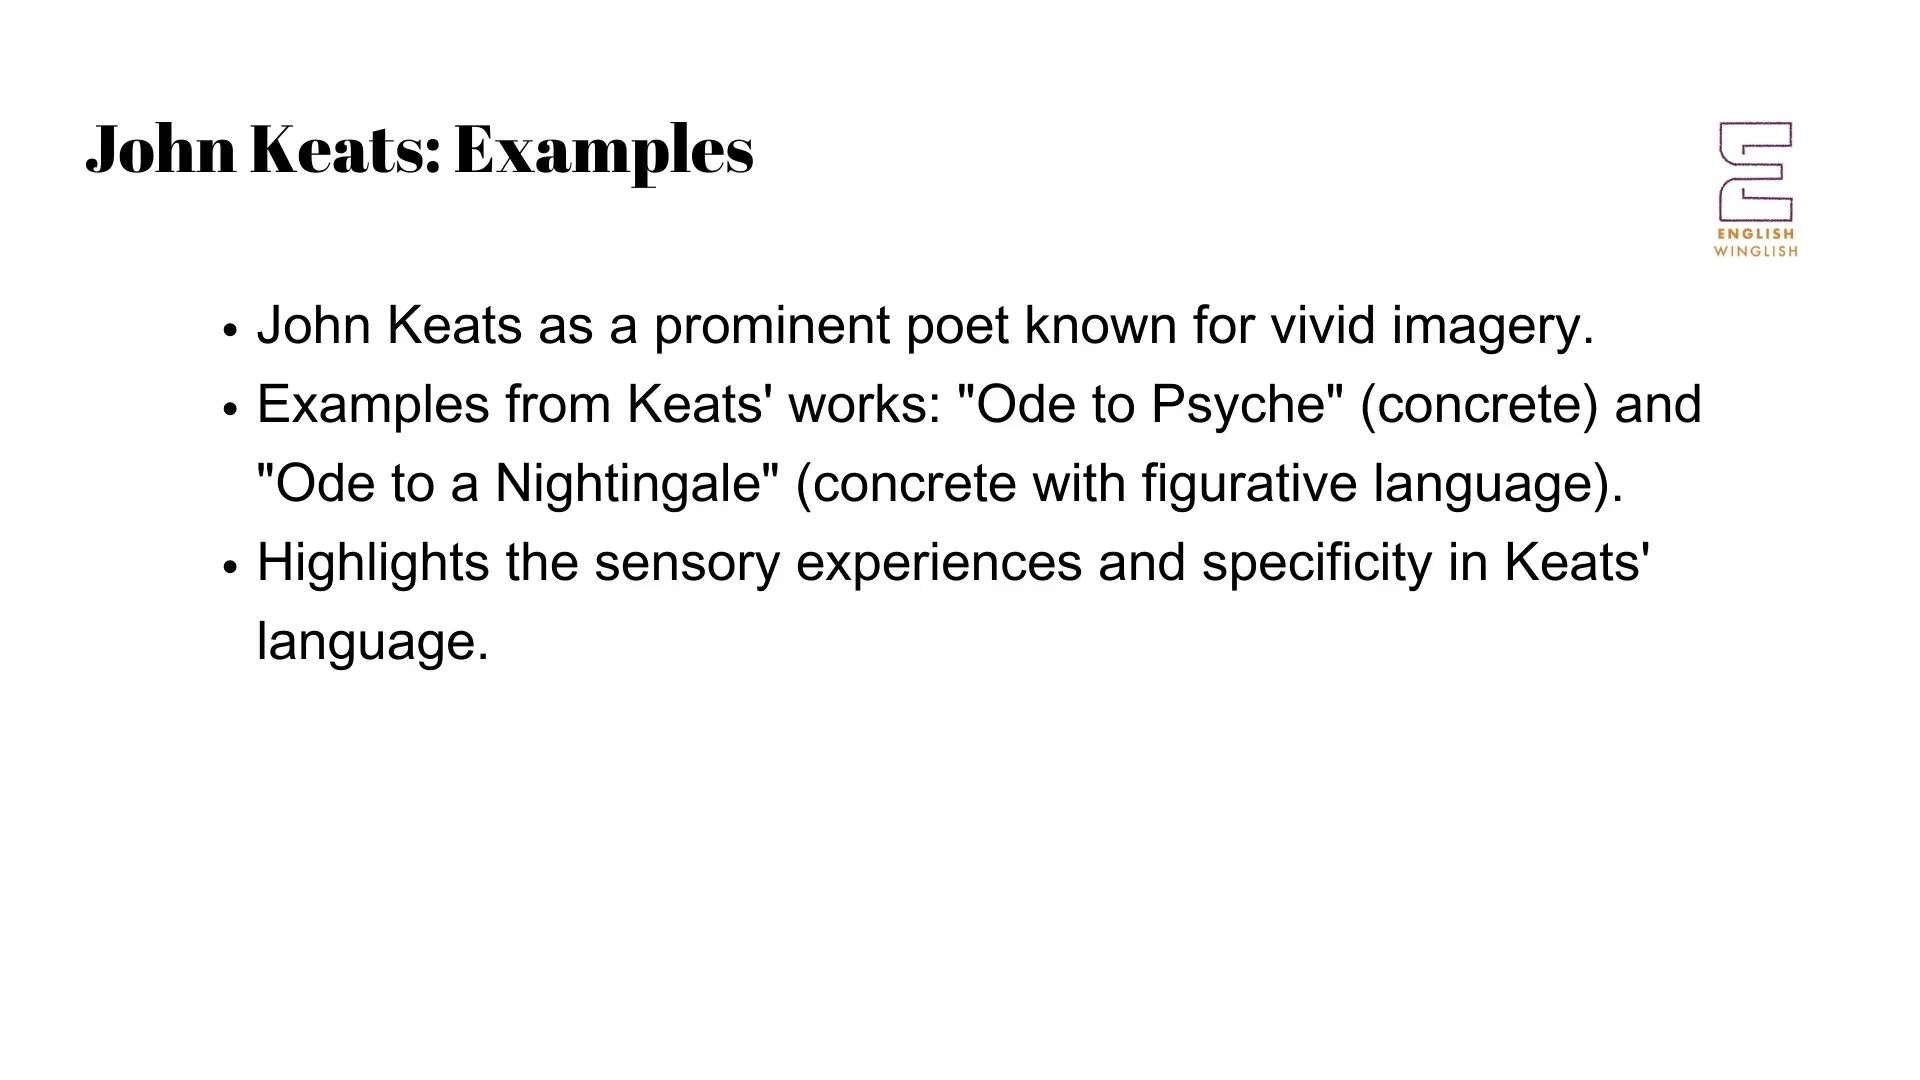 John Keats: Examples
ENGLISH
WINGLISH
• John Keats as a prominent poet known for vivid imagery.
• Examples from Keats' works: "Ode to Psyche" (concrete) and
"Ode to a Nightingale" (concrete with figurative language).
• Highlights the sensory experiences and specificity in Keats'
language.